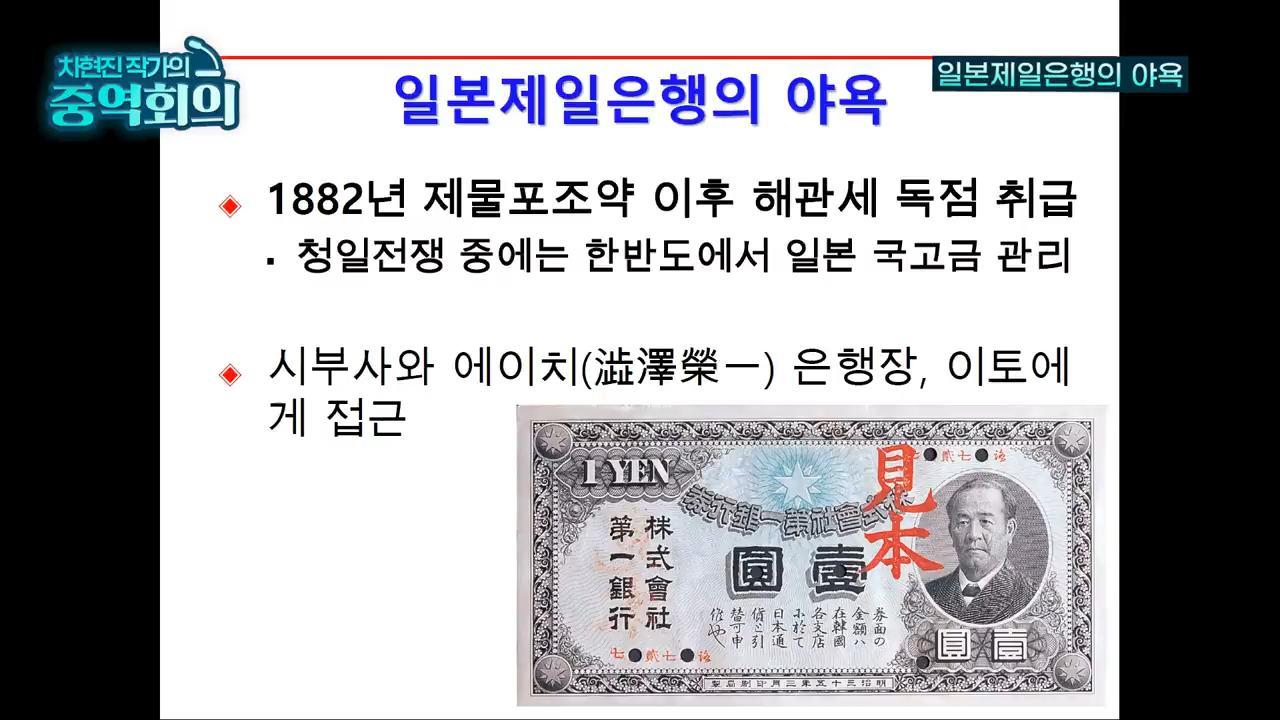 차현진 작가의
중역회의
일본제일은행의 야욕
일본제일은행의 야욕
◈ 1882년 제물포조약 이후 해관세 독점 취급
▪ 청일전쟁 중에는 한반도에서 일본 국고금 관리
◈ 시부사와 에이치(澁澤榮一) 은행장, 이토에
게 접근
1 YEN
券行銀一第社會式株
見本
株式會社
第一銀行
圓壹
券面の
金額ハ
在韓國
各支店
小於て
日本通
貨と引
替可申
圓壹